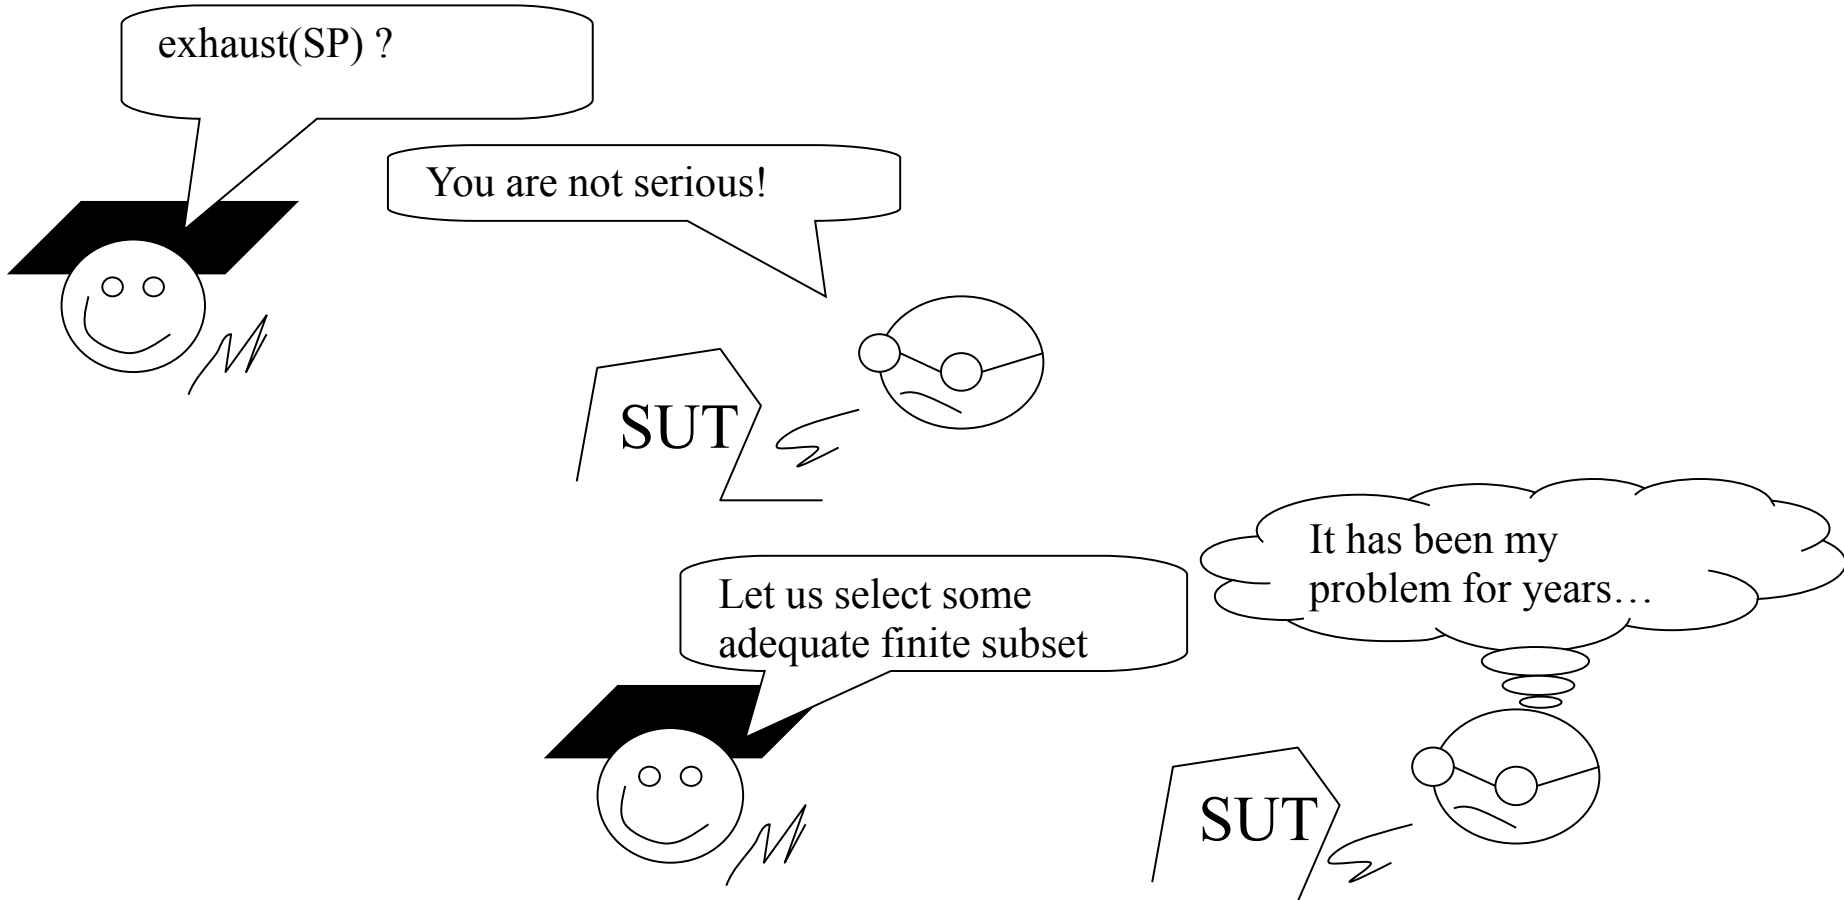 exhaust(SP) ?
You are not serious!
SUT
Let us select some
adequate finite subset
It has been my
problem for years…
SUT